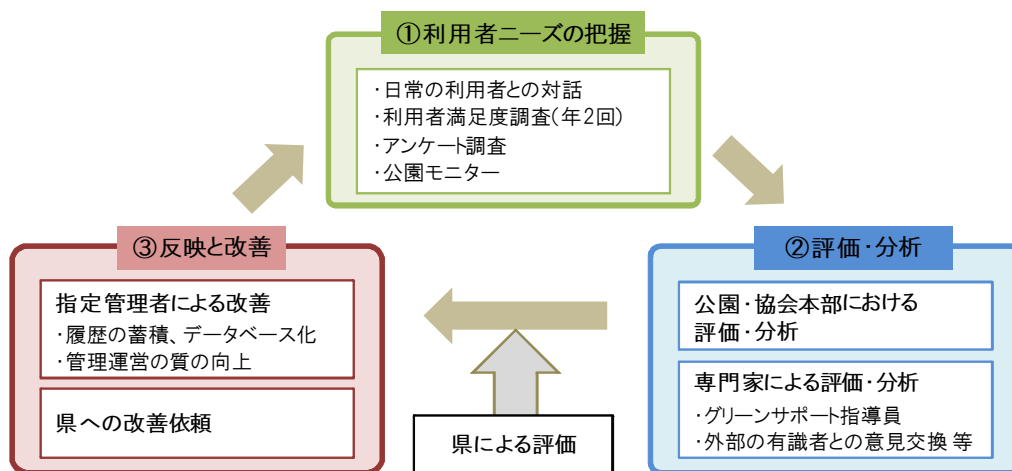 ①利用者ニーズの把握
・日常の利用者との対話
・利用者満足度調査(年2回)
・アンケート調査
・公園モニター
②評価・分析
公園・協会本部における
評価・分析
専門家による評価・分析
・グリーンサポート指導員
・外部の有識者との意見交換 等
③反映と改善
指定管理者による改善
・履歴の蓄積、データベース化
・管理運営の質の向上
県への改善依頼
県による評価